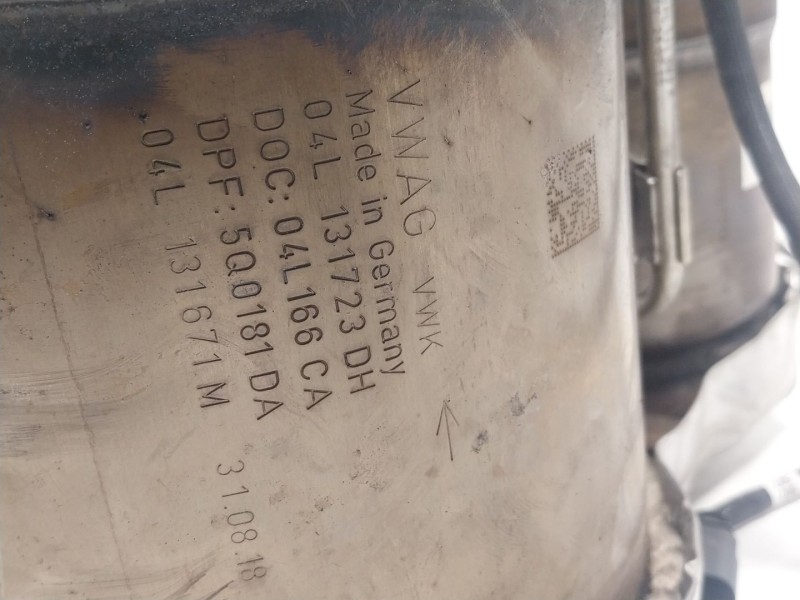 VWAG VWK
Made in Germany
04L 131723 DH
DOC: 04L166 CA
DPF: 5Q0181 DA
04L 131671 M 31.08.18